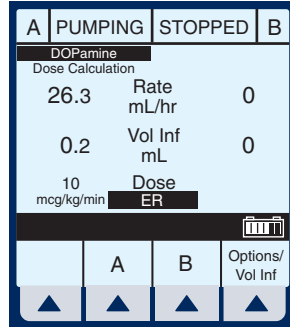 A PUMPING STOPPED B
DOPamine
Dose Calculation
26.3 Rate mL/hr 0
0.2 Vol Inf mL 0
10 mcg/kg/min Dose ER
A B Options/ Vol Inf